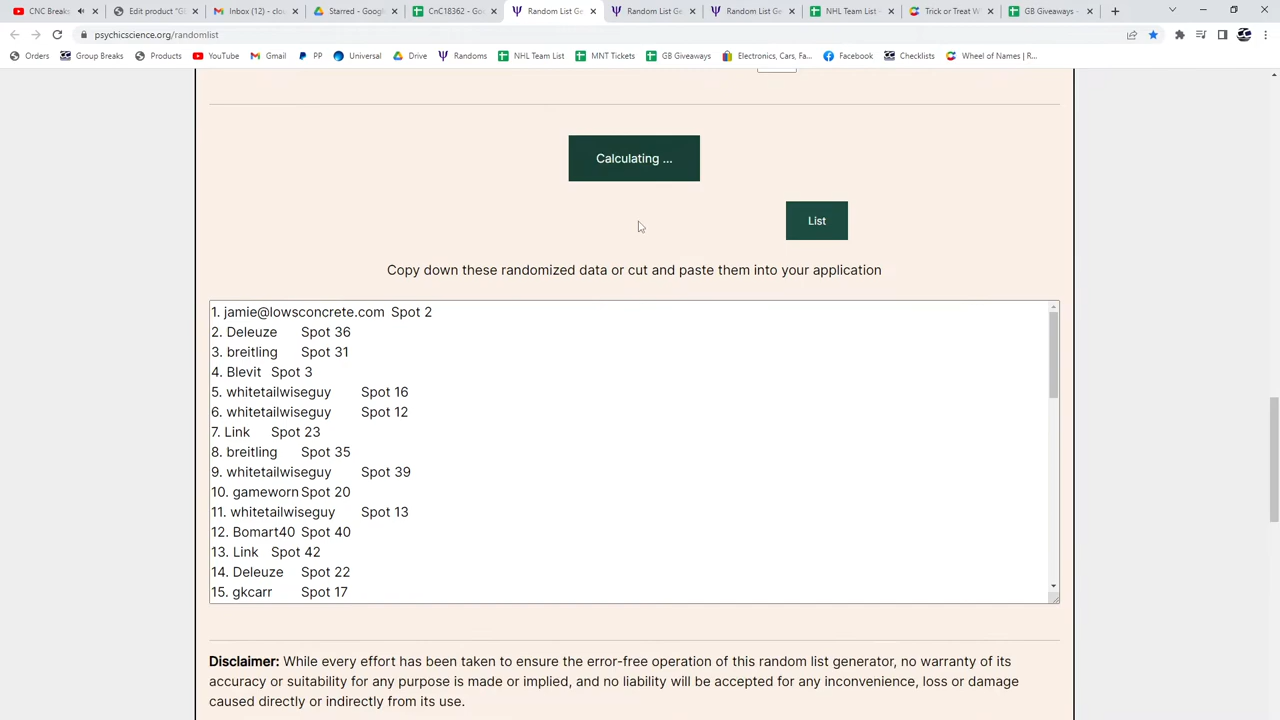 CNC Breaks
Edit product "G
Inbox (12) - clou
Starred - Google
CnC18362 - Goo
Random List Gen
Random List Gen
Random List Gen
NHL Team List -
Trick or Treat W
GB Giveaways -
psychicscience.org/randomlist
Orders
Group Breaks
Products
YouTube
Gmail
PP
Universal
Drive
Randoms
NHL Team List
MNT Tickets
GB Giveaways
Electronics, Cars, Fa...
Facebook
Checklists
Wheel of Names | R...
Calculating ...
List
Copy down these randomized data or cut and paste them into your application
1. jamie@lowsconcrete.com Spot 2
2. Deleuze Spot 36
3. breitling Spot 31
4. Blevit Spot 3
5. whitetailwiseguy Spot 16
6. whitetailwiseguy Spot 12
7. Link Spot 23
8. breitling Spot 35
9. whitetailwiseguy Spot 39
10. gameworn Spot 20
11. whitetailwiseguy Spot 13
12. Bomart40 Spot 40
13. Link Spot 42
14. Deleuze Spot 22
15. gkcarr Spot 17
Disclaimer: While every effort has been taken to ensure the error-free operation of this random list generator, no warranty of its
accuracy or suitability for any purpose is made or implied, and no liability will be accepted for any inconvenience, loss or damage
caused directly or indirectly from its use.